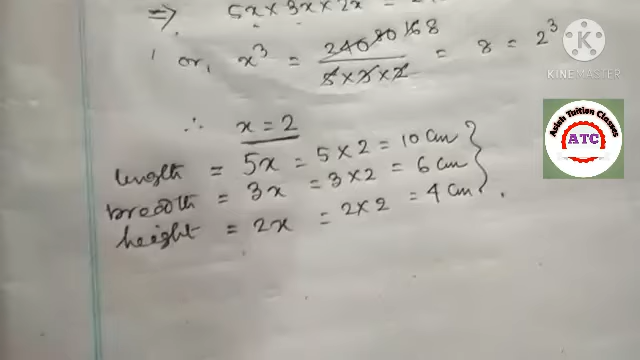 ⇒ 5x × 3x × 2x =
or, x³ = 240 80 16 8 / 5 × 3 × 2 = 8 = 2³
∴ x = 2
length = 5x = 5 × 2 = 10 cm
breadth = 3x = 3 × 2 = 6 cm
height = 2x = 2 × 2 = 4 cm
KINEMASTER
Asish Tuition Classes
ATC